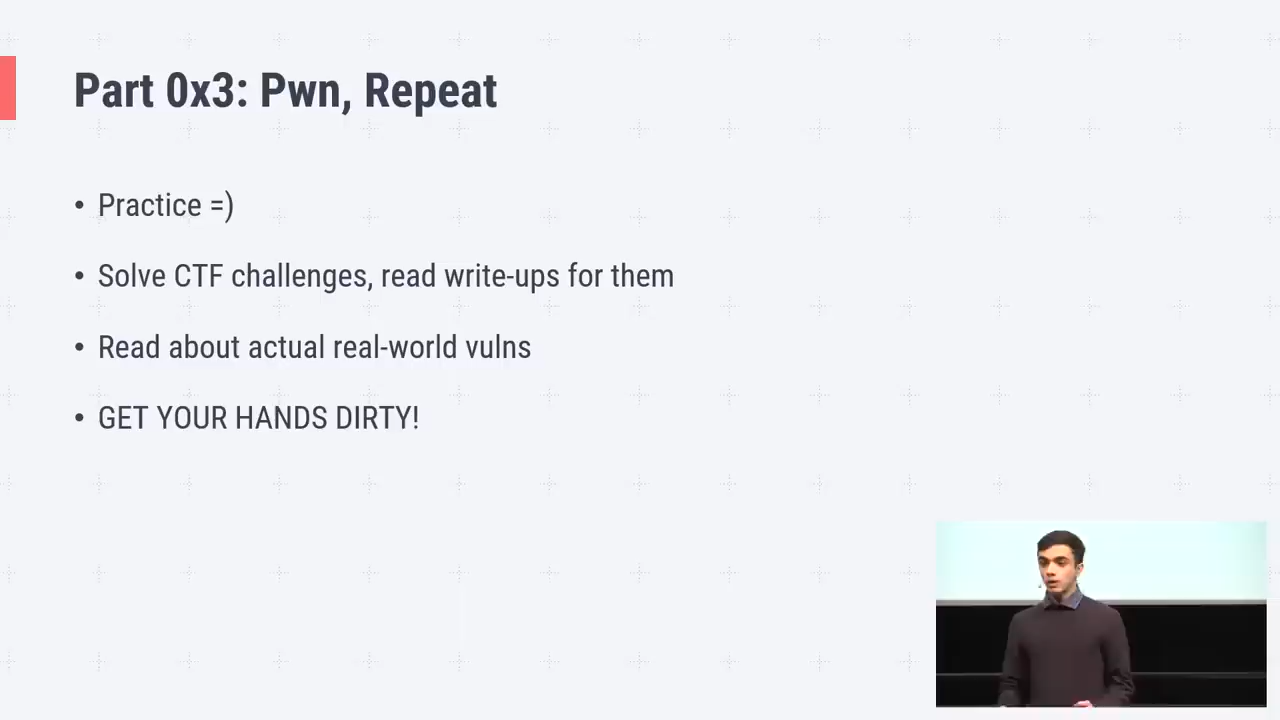 Part 0x3: Pwn, Repeat
• Practice =)
• Solve CTF challenges, read write-ups for them
• Read about actual real-world vulns
• GET YOUR HANDS DIRTY!